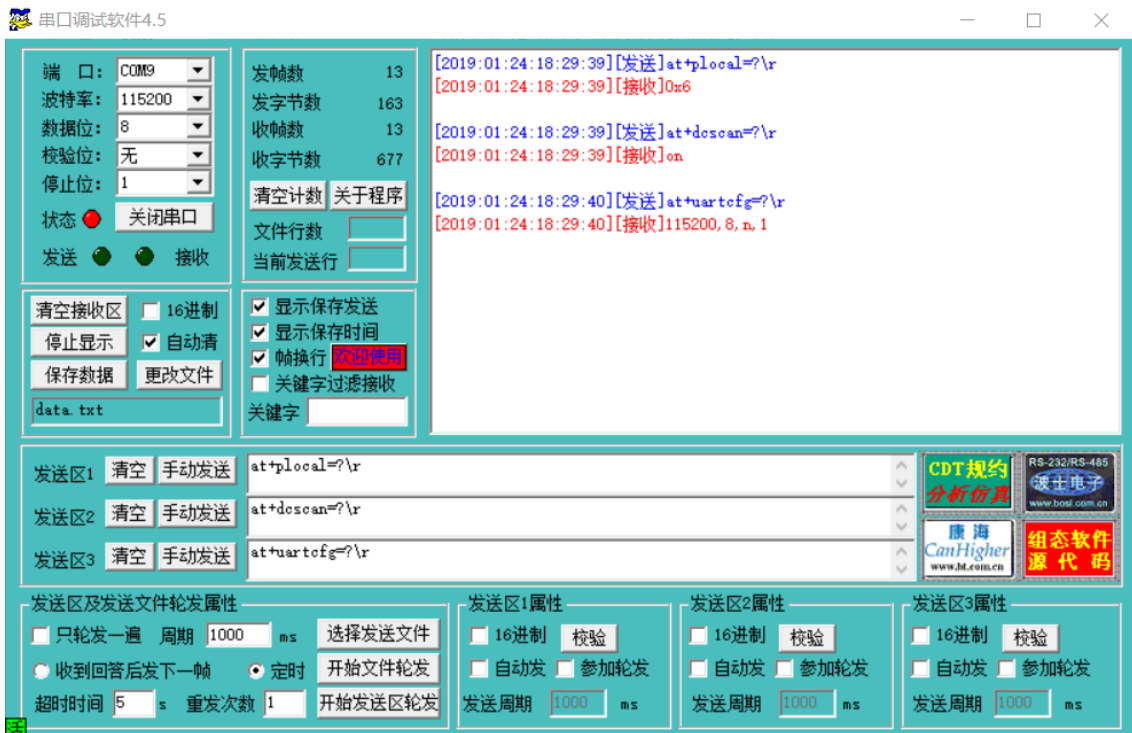 串口调试软件4.5
端 口: COM9
波特率: 115200
数据位: 8
校验位: 无
停止位: 1
状态 关闭串口
发送 接收
发帧数 13
发字节数 163
收帧数 13
收字节数 677
清空计数 关于程序
文件行数
当前发送行
[2019:01:24:18:29:39][发送]at+plocal=?\r
[2019:01:24:18:29:39][接收]0x6
[2019:01:24:18:29:39][发送]at+dcscan=?\r
[2019:01:24:18:29:39][接收]on
[2019:01:24:18:29:40][发送]at+uartcfg=?\r
[2019:01:24:18:29:40][接收]115200,8,n,1
清空接收区 16进制
停止显示 自动清
保存数据 更改文件
data.txt
显示保存发送
显示保存时间
帧换行 欢迎使用
关键字过滤接收
关键字
发送区1 清空 手动发送 at+plocal=?\r
发送区2 清空 手动发送 at+dcscan=?\r
发送区3 清空 手动发送 at+uartcfg=?\r
CDT规约
分析仿真
RS-232/RS-485
波士电子
www.bosi.com.cn
康海
CanHigher
www.ht.com.cn
组态软件
源代码
发送区及发送文件轮发属性
只轮发一遍 周期 1000 ms 选择发送文件
收到回答后发下一帧 定时 开始文件轮发
超时时间 5 s 重发次数 1 开始发送区轮发
发送区1属性
16进制 校验
自动发 参加轮发
发送周期 1000 ms
发送区2属性
16进制 校验
自动发 参加轮发
发送周期 1000 ms
发送区3属性
16进制 校验
自动发 参加轮发
发送周期 1000 ms
活